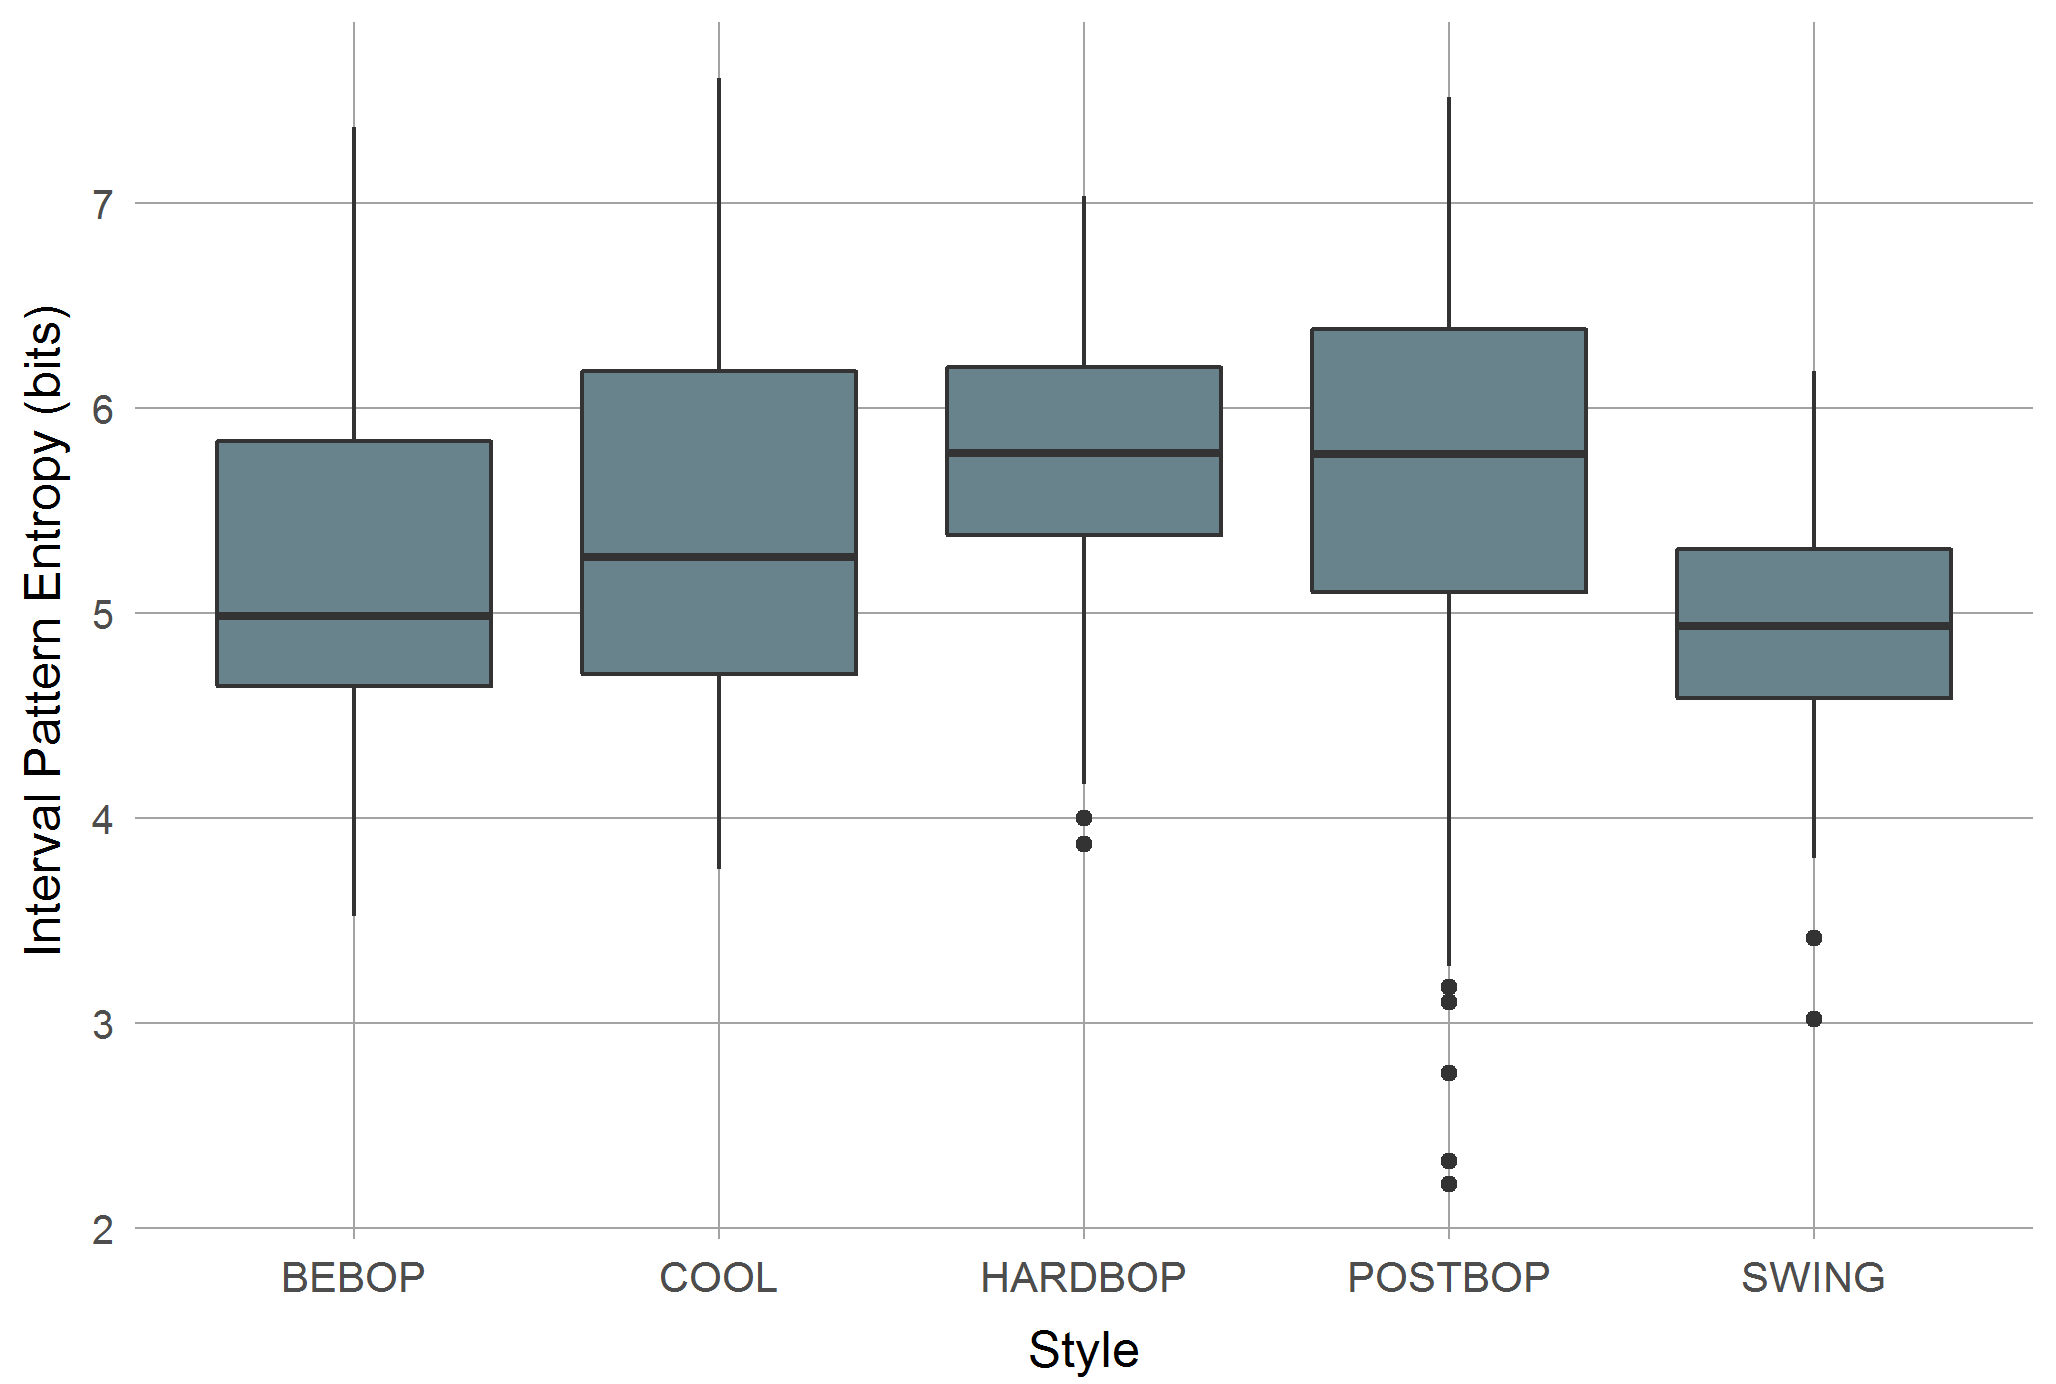 Interval Pattern Entropy (bits)
7
6
5
4
3
2
BEBOP COOL HARDBOP POSTBOP SWING
Style